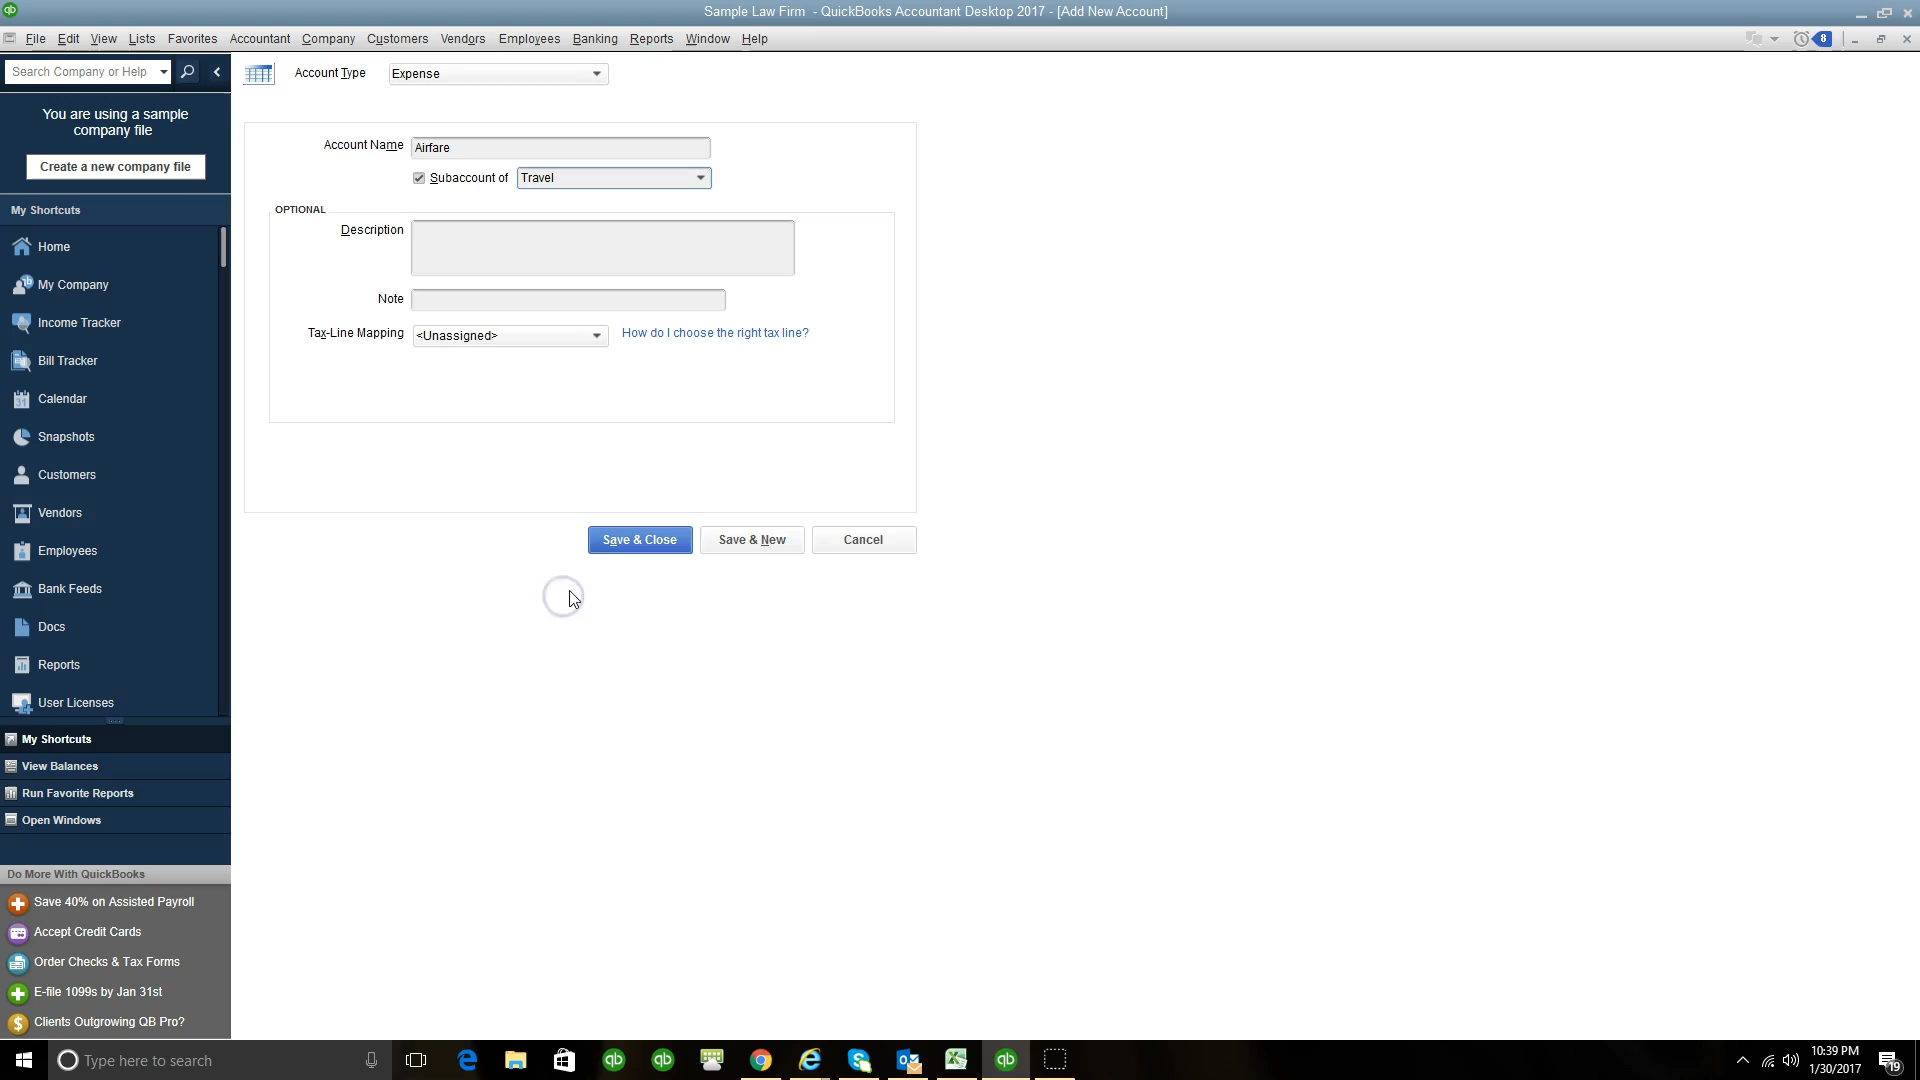 Sample Law Firm  - QuickBooks Accountant Desktop 2017 - [Add New Account]
File Edit View Lists Favorites Accountant Company Customers Vendors Employees Banking Reports Window Help
8
Search Company or Help
Account Type Expense
You are using a sample
company file
Create a new company file
Account Name Airfare
Subaccount of Travel
OPTIONAL
Description
Note
Tax-Line Mapping <Unassigned> How do I choose the right tax line?
Save & Close Save & New Cancel
My Shortcuts
Home
My Company
Income Tracker
Bill Tracker
Calendar
Snapshots
Customers
Vendors
Employees
Bank Feeds
Docs
Reports
User Licenses
My Shortcuts
View Balances
Run Favorite Reports
Open Windows
Do More With QuickBooks
Save 40% on Assisted Payroll
Accept Credit Cards
Order Checks & Tax Forms
E-file 1099s by Jan 31st
Clients Outgrowing QB Pro?
Type here to search
10:39 PM
1/30/2017
19